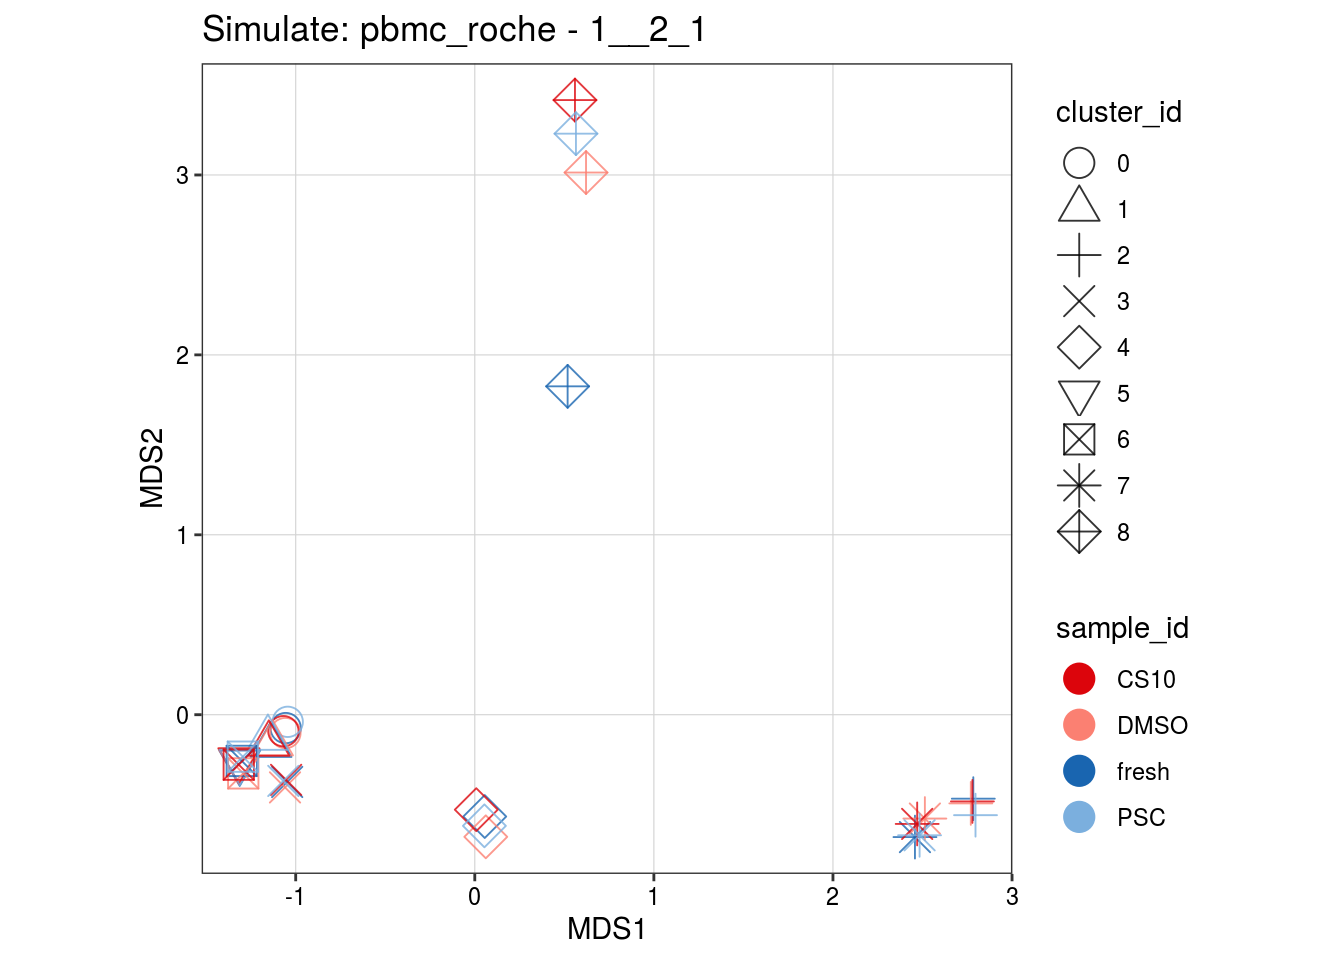 Simulate: pbmc_roche - 1__2_1
MDS2
3
2
1
0
-1
0
1
2
3
MDS1
cluster_id
0
1
2
3
4
5
6
7
8
sample_id
CS10
DMSO
fresh
PSC